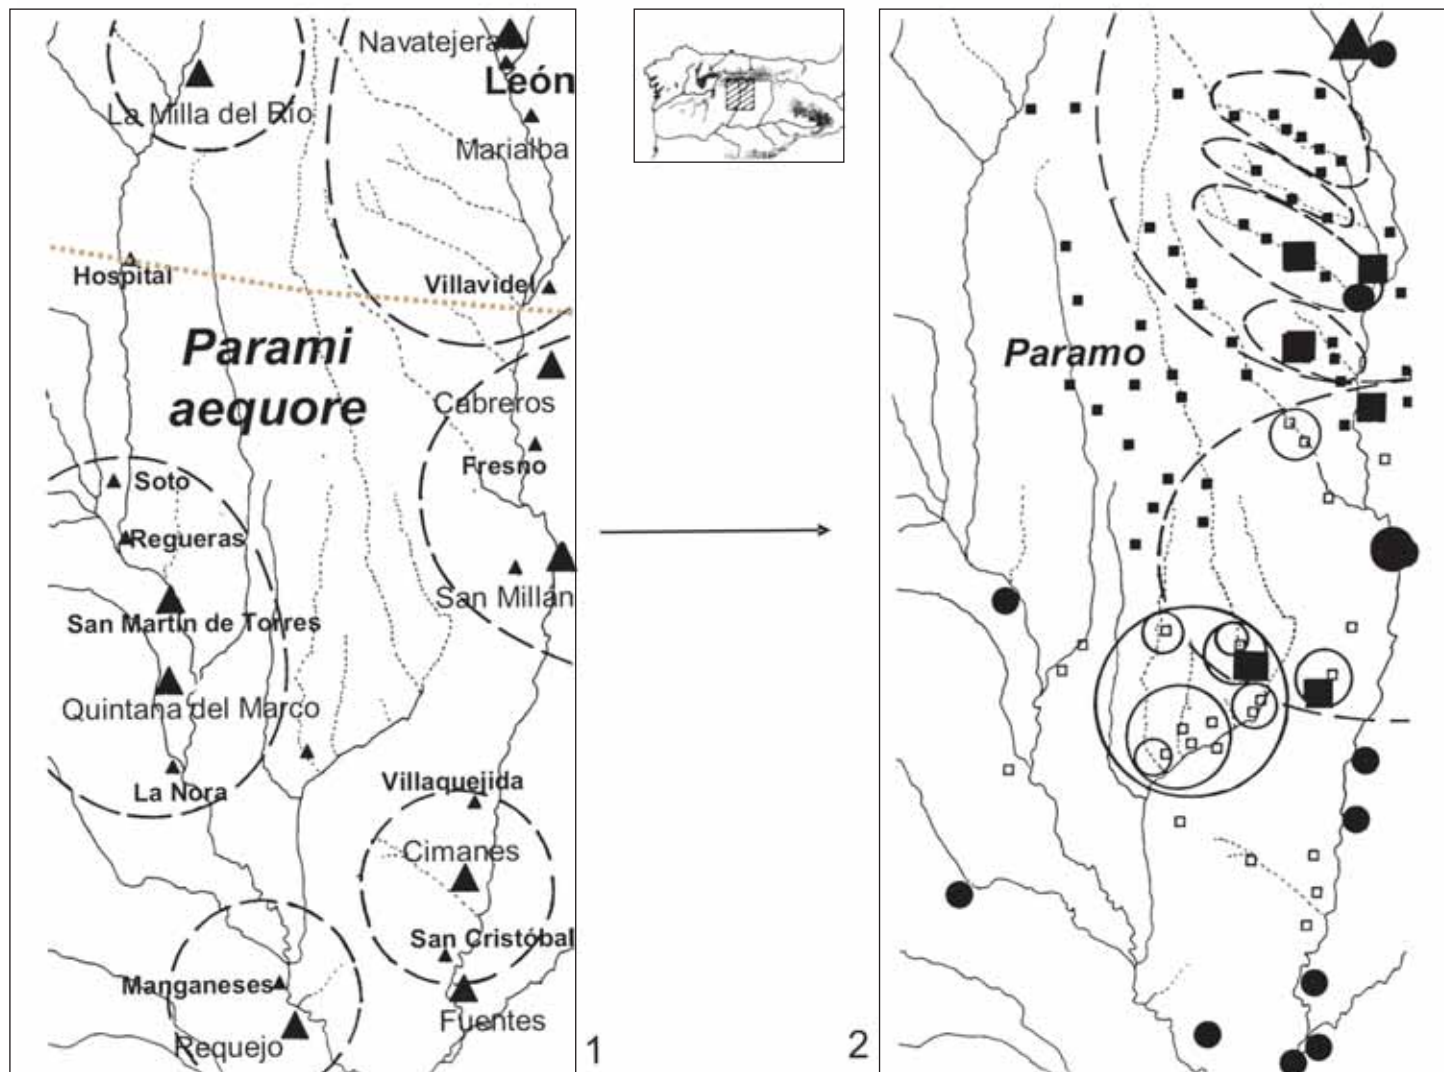 Navatejera
León
La Milla del Río
Marialba
Hospital
Villavidel
Parami
aequore
Cabreros
Fresno
Soto
Regueras
San Millán
San Martín de Torres
Quintana del Marco
La Nora
Villaquejida
Cimanes
San Cristóbal
Manganeses
Fuentes
Requejo
1
Paramo
2